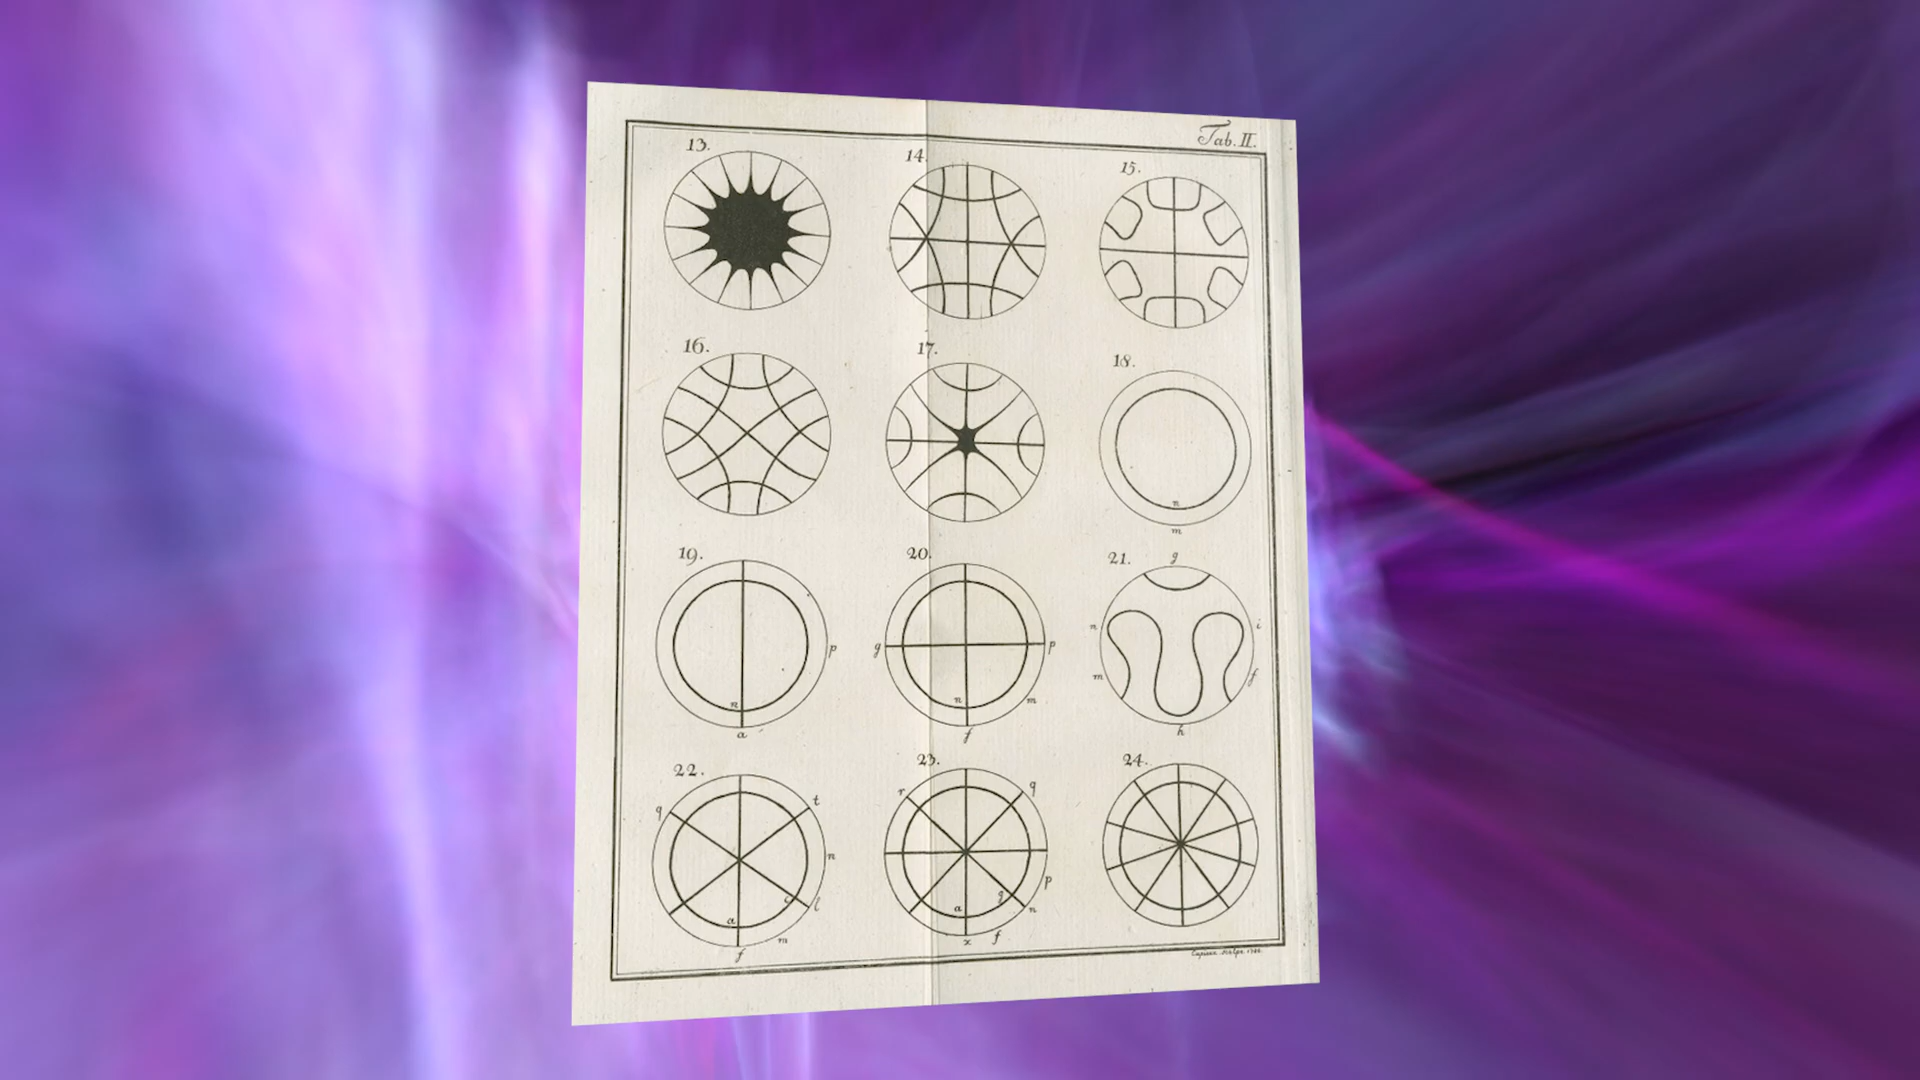 Tab. II.
13.
14.
15.
16.
17.
18.
n
m
19.
p
n
a
20.
g
p
n
m
f
21.
g
n
i
m
f
h
22.
q
t
n
c
l
a
m
f
23.
r
q
p
g
a
n
x
f
24.